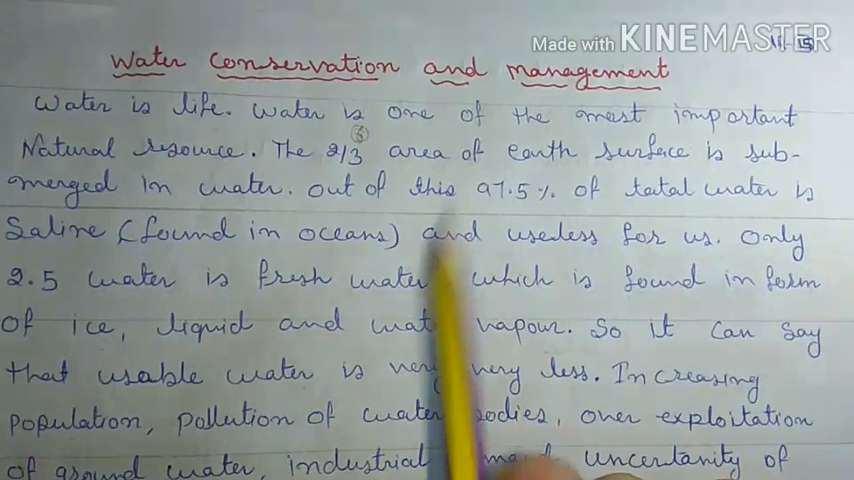 Made with KINEMASTER
Water Conservation and management
Water is life. Water is one of the most important
Natural resource. The 2/3 area of earth surface is sub-
merged in water. out of this 97.5% of tatal water is
Saline (found in oceans) and useless for us. Only
2.5 water is fresh water which is found in form
of ice, liquid and vapour. So it can say
that usable water is very very less. Increasing
population, pollution of water bodies, over exploitation
of ground water, industrial uncertanity of